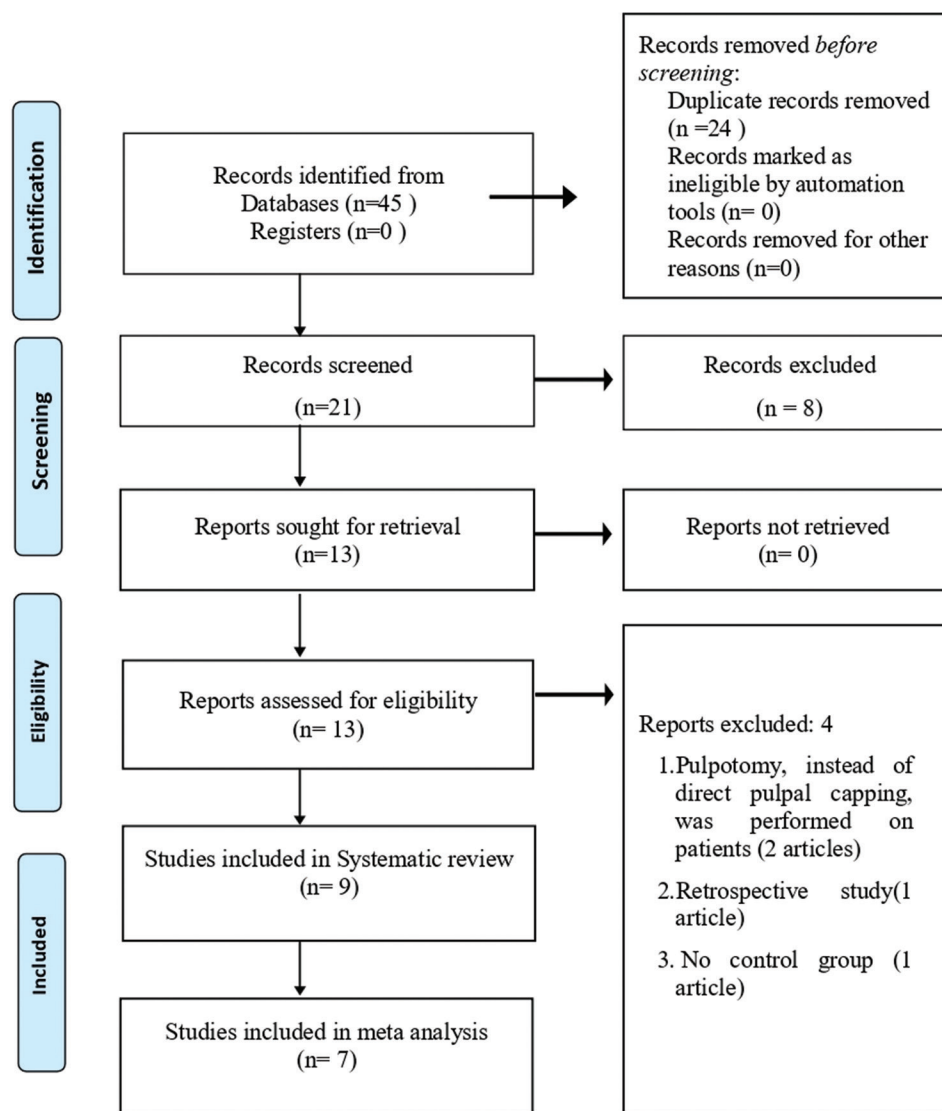 Identification
Records identified from
Databases (n=45 )
Registers (n=0 )
Records removed before
screening:
Duplicate records removed
(n =24 )
Records marked as
ineligible by automation
tools (n= 0)
Records removed for other
reasons (n=0)
Screening
Records screened
(n=21)
Records excluded
(n = 8)
Reports sought for retrieval
(n=13)
Reports not retrieved
(n= 0)
Eligibility
Reports assessed for eligibility
(n= 13)
Reports excluded: 4
1.Pulpotomy, instead of
direct pulpal capping,
was performed on
patients (2 articles)
2.Retrospective study(1
article)
3. No control group (1
article)
Included
Studies included in Systematic review
(n= 9)
Studies included in meta analysis
(n= 7)